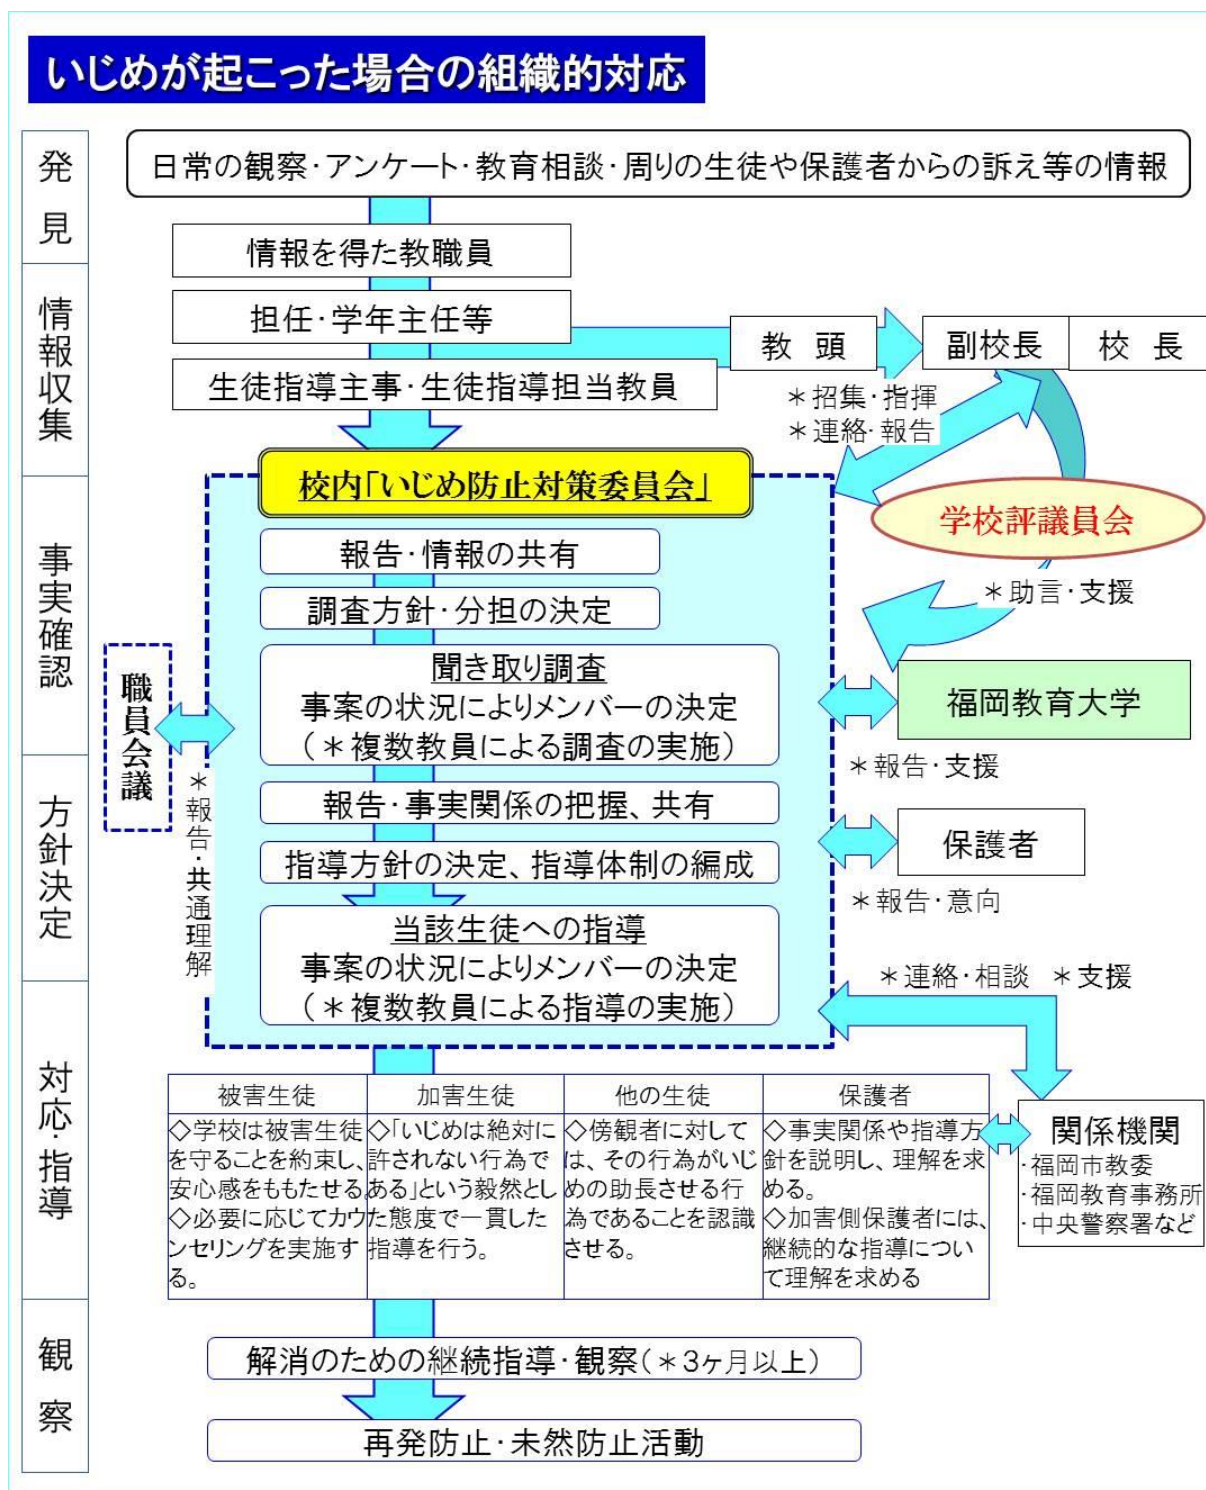 いじめが起こった場合の組織的対応
発見
日常の観察・アンケート・教育相談・周りの生徒や保護者からの訴え等の情報
情報を得た教職員
情報収集
担任・学年主任等
教 頭
副校長
校 長
生徒指導主事・生徒指導担当教員
＊招集・指揮
＊連絡・報告
校内「いじめ防止対策委員会」
学校評議員会
＊助言・支援
事実確認
報告・情報の共有
調査方針・分担の決定
聞き取り調査
事案の状況によりメンバーの決定
（＊複数教員による調査の実施）
職員会議
＊報告・共通理解
福岡教育大学
＊報告・支援
方針決定
報告・事実関係の把握、共有
指導方針の決定、指導体制の編成
保護者
＊報告・意向
当該生徒への指導
事案の状況によりメンバーの決定
（＊複数教員による指導の実施）
＊連絡・相談 ＊支援
対応・指導
被害生徒
◇学校は被害生徒
を守ることを約束し、
安心感をももたせる。
◇必要に応じてカウ
ンセリングを実施す
る。
加害生徒
◇「いじめは絶対に
許されない行為で
ある」という毅然とし
た態度で一貫した
指導を行う。
他の生徒
◇傍観者に対して
は、その行為がいじ
めの助長させる行
為であることを認識
させる。
保護者
◇事実関係や指導方
針を説明し、理解を求
める。
◇加害側保護者には、
継続的な指導につい
て理解を求める
関係機関
・福岡市教委
・福岡教育事務所
・中央警察署など
観察
解消のための継続指導・観察（＊３ヶ月以上）
再発防止・未然防止活動